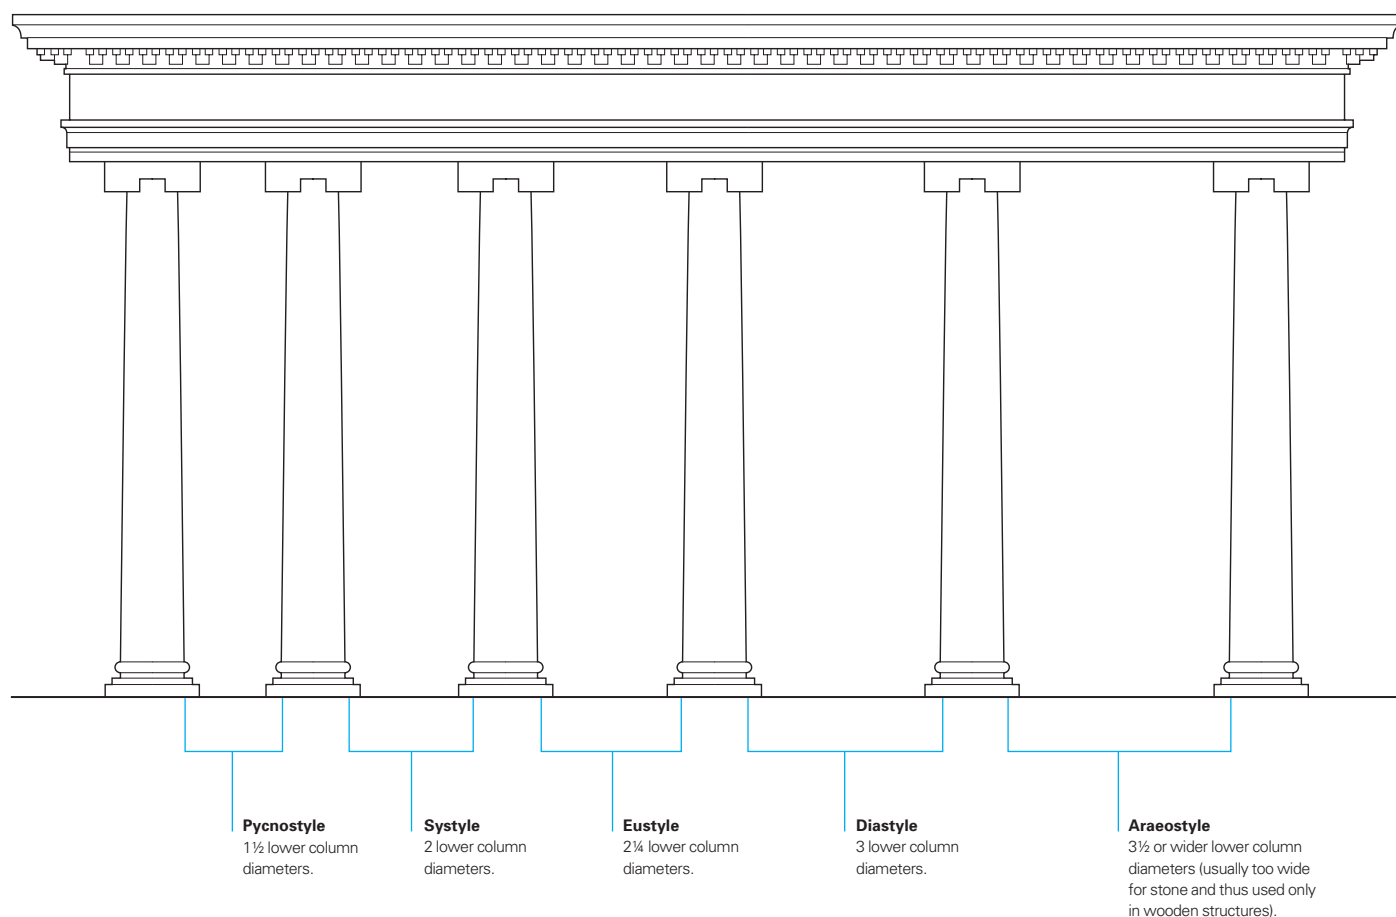 Pycnostyle
1½ lower column
diameters.
Systyle
2 lower column
diameters.
Eustyle
2¼ lower column
diameters.
Diastyle
3 lower column
diameters.
Araeostyle
3½ or wider lower column
diameters (usually too wide
for stone and thus used only
in wooden structures).